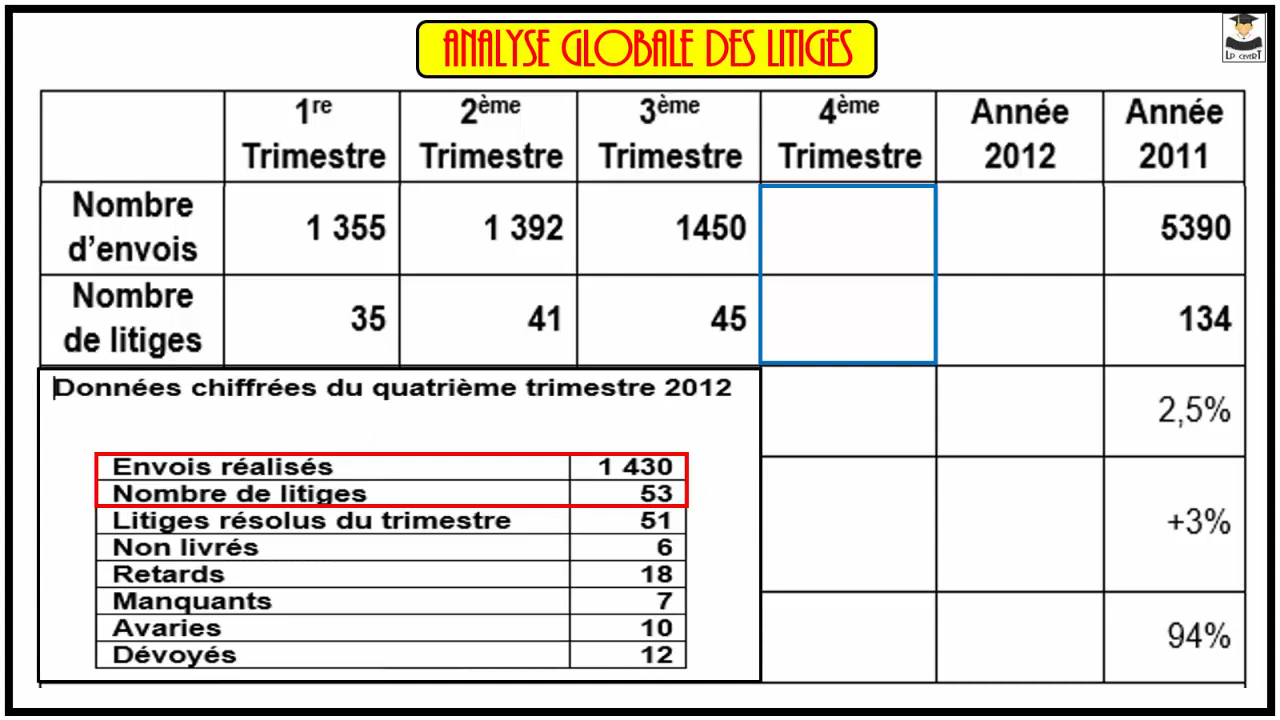 ANALYSE GLOBALE DES LITIGES
LP CEVERT
1re Trimestre
2ème Trimestre
3ème Trimestre
4ème Trimestre
Année 2012
Année 2011
Nombre d'envois
1 355
1 392
1450
5390
Nombre de litiges
35
41
45
134
Données chiffrées du quatrième trimestre 2012
2,5%
Envois réalisés 1 430
Nombre de litiges 53
Litiges résolus du trimestre 51
+3%
Non livrés 6
Retards 18
Manquants 7
Avaries 10
94%
Dévoyés 12